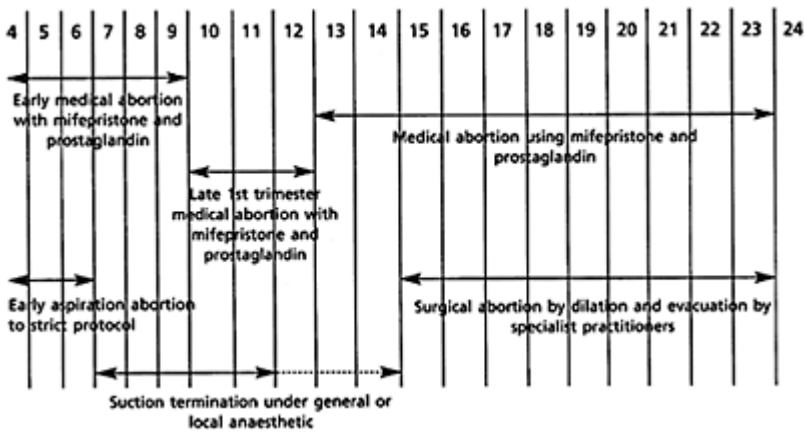 4 5 6 7 8 9 10 11 12 13 14 15 16 17 18 19 20 21 22 23 24
Early medical abortion
with mifepristone and
prostaglandin
Medical abortion using mifepristone and
prostaglandin
Late 1st trimester
medical abortion with
mifepristone and
prostaglandin
Early aspiration abortion
to strict protocol
Surgical abortion by dilation and evacuation by
specialist practitioners
Suction termination under general or
local anaesthetic